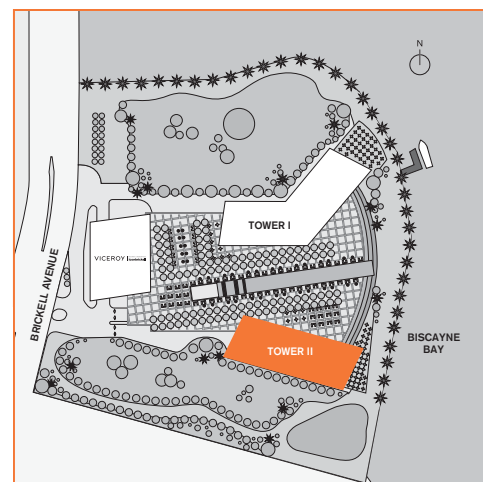 N
TOWER I
VICEROY
BRICKELL AVENUE
BISCAYNE
BAY
TOWER II